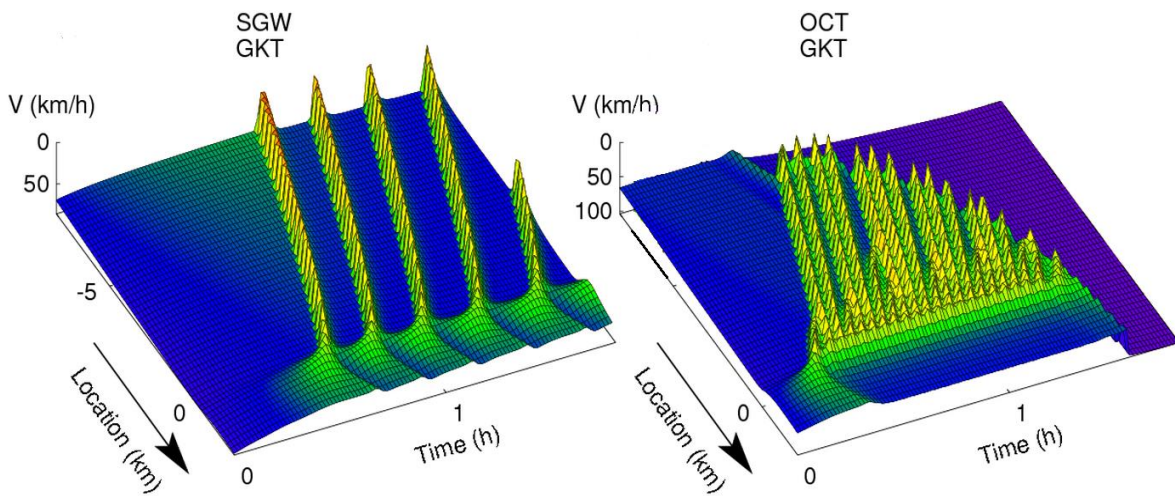 SGW
GKT
V (km/h)
0
50
-5
0
Location (km)
0
1
Time (h)
OCT
GKT
V (km/h)
0
50
100
0
Location (km)
0
1
Time (h)